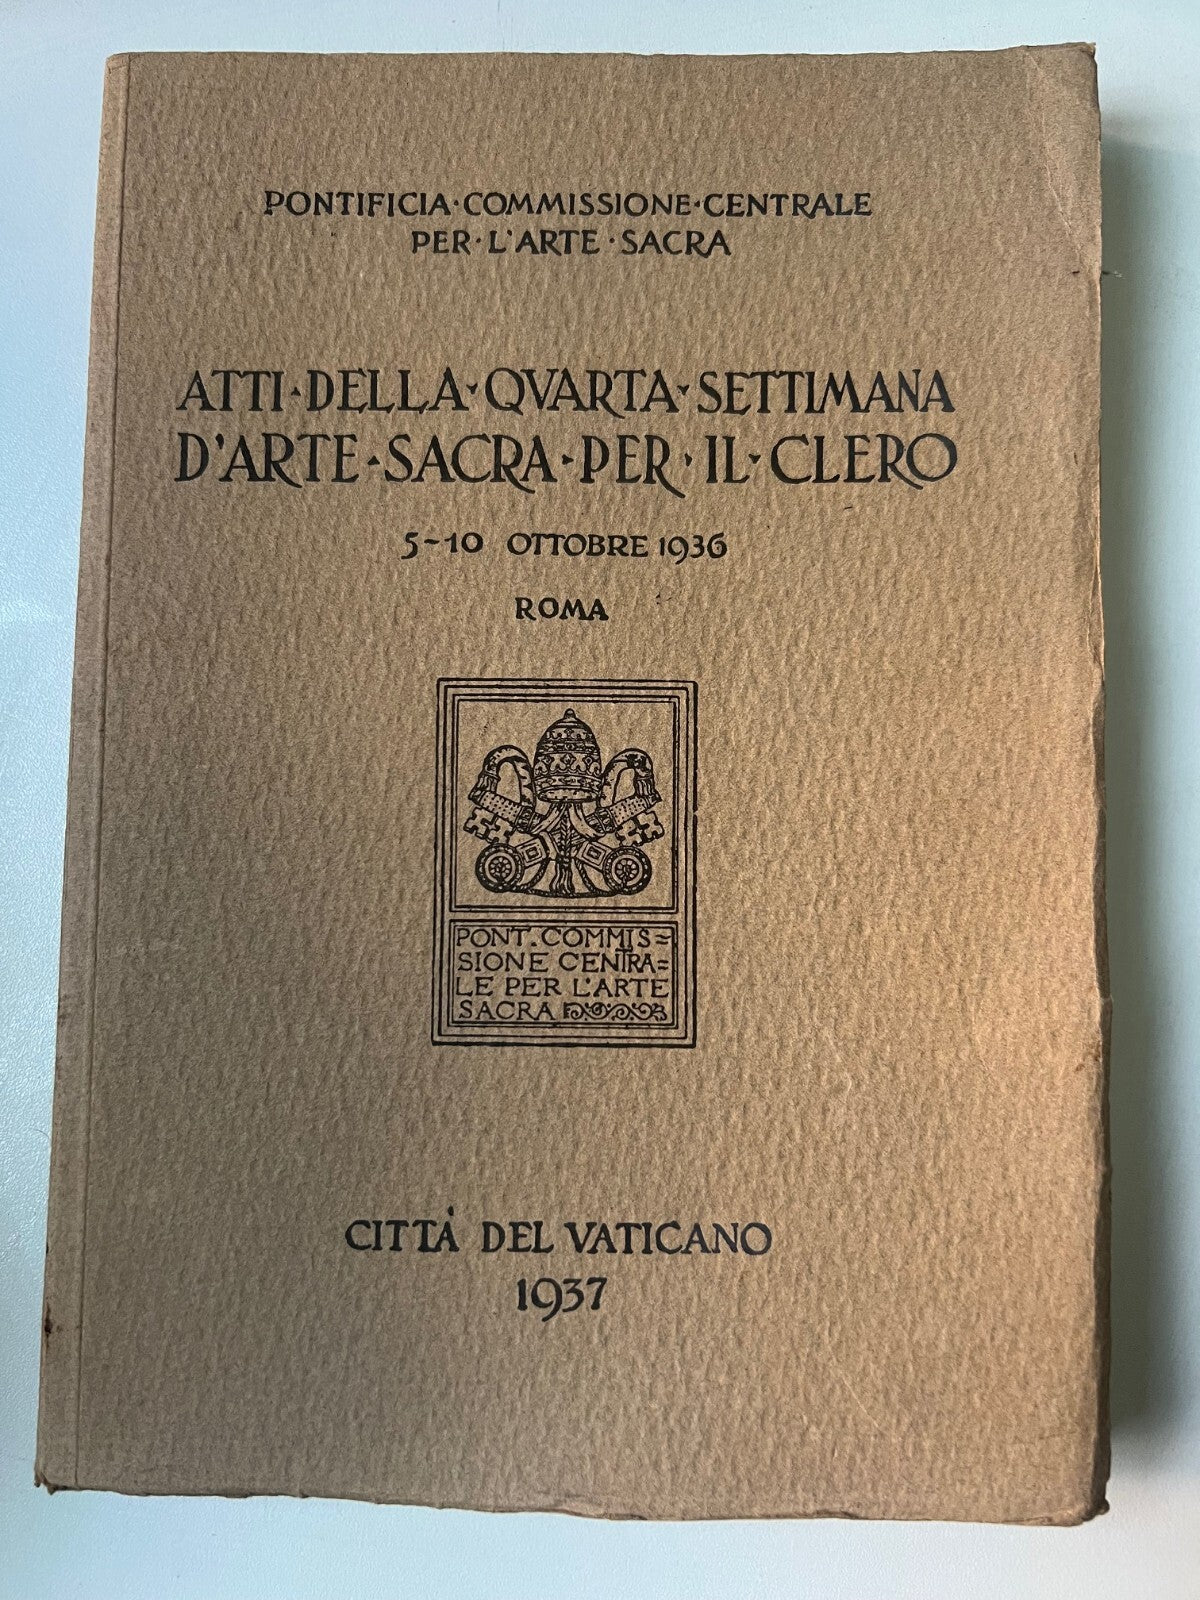 PONTIFICIA·COMMISSIONE·CENTRALE
PER·L'ARTE·SACRA
ATTI·DELLA·QVARTA·SETTIMANA
D'ARTE·SACRA·PER·IL·CLERO
5-10 OTTOBRE 1936
ROMA
PONT. COMMIS=
SIONE CENTRA=
LE PER L'ARTE
SACRA
CITTÀ DEL VATICANO
1937